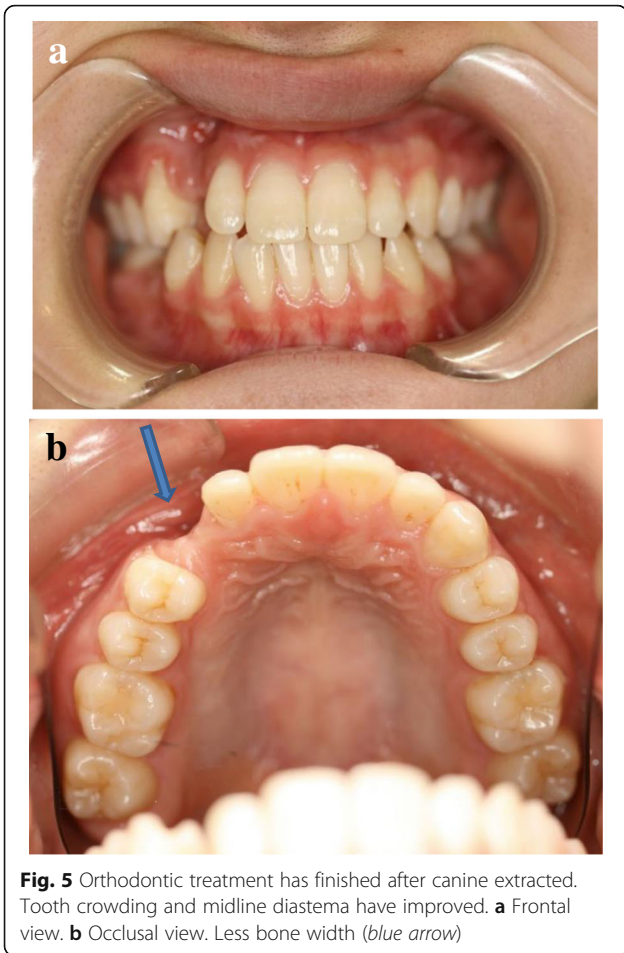 a
b
Fig. 5 Orthodontic treatment has finished after canine extracted.
Tooth crowding and midline diastema have improved. a Frontal
view. b Occlusal view. Less bone width (blue arrow)